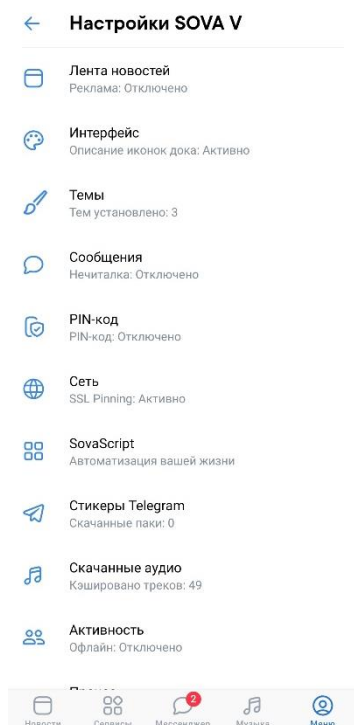 Настройки SOVA V
Лента новостей
Реклама: Отключено
Интерфейс
Описание иконок дока: Активно
Темы
Тем установлено: 3
Сообщения
Нечиталка: Отключено
PIN-код
PIN-код: Отключено
Сеть
SSL Pinning: Активно
SovaScript
Автоматизация вашей жизни
Стикеры Telegram
Скачанные паки: 0
Скачанные аудио
Кэшировано треков: 49
Активность
Офлайн: Отключено
2
Новости Сервисы Мессенджер Музыка Меню